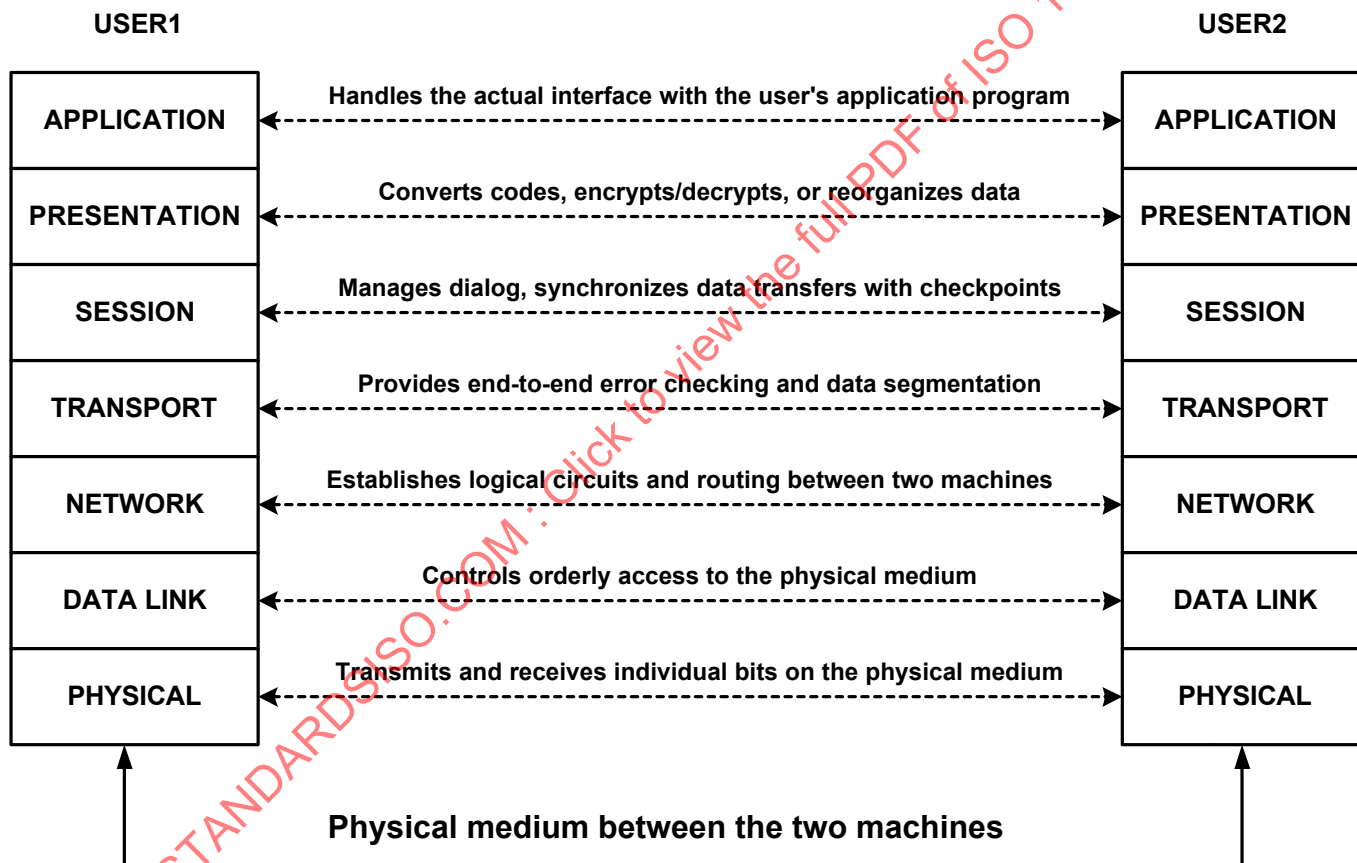 USER1 USER2
APPLICATION Handles the actual interface with the user's application program APPLICATION
PRESENTATION Converts codes, encrypts/decrypts, or reorganizes data PRESENTATION
SESSION Manages dialog, synchronizes data transfers with checkpoints SESSION
TRANSPORT Provides end-to-end error checking and data segmentation TRANSPORT
NETWORK Establishes logical circuits and routing between two machines NETWORK
DATA LINK Controls orderly access to the physical medium DATA LINK
PHYSICAL Transmits and receives individual bits on the physical medium PHYSICAL
Physical medium between the two machines
STANDARDSISO.COM : Click to view the full PDF of ISO